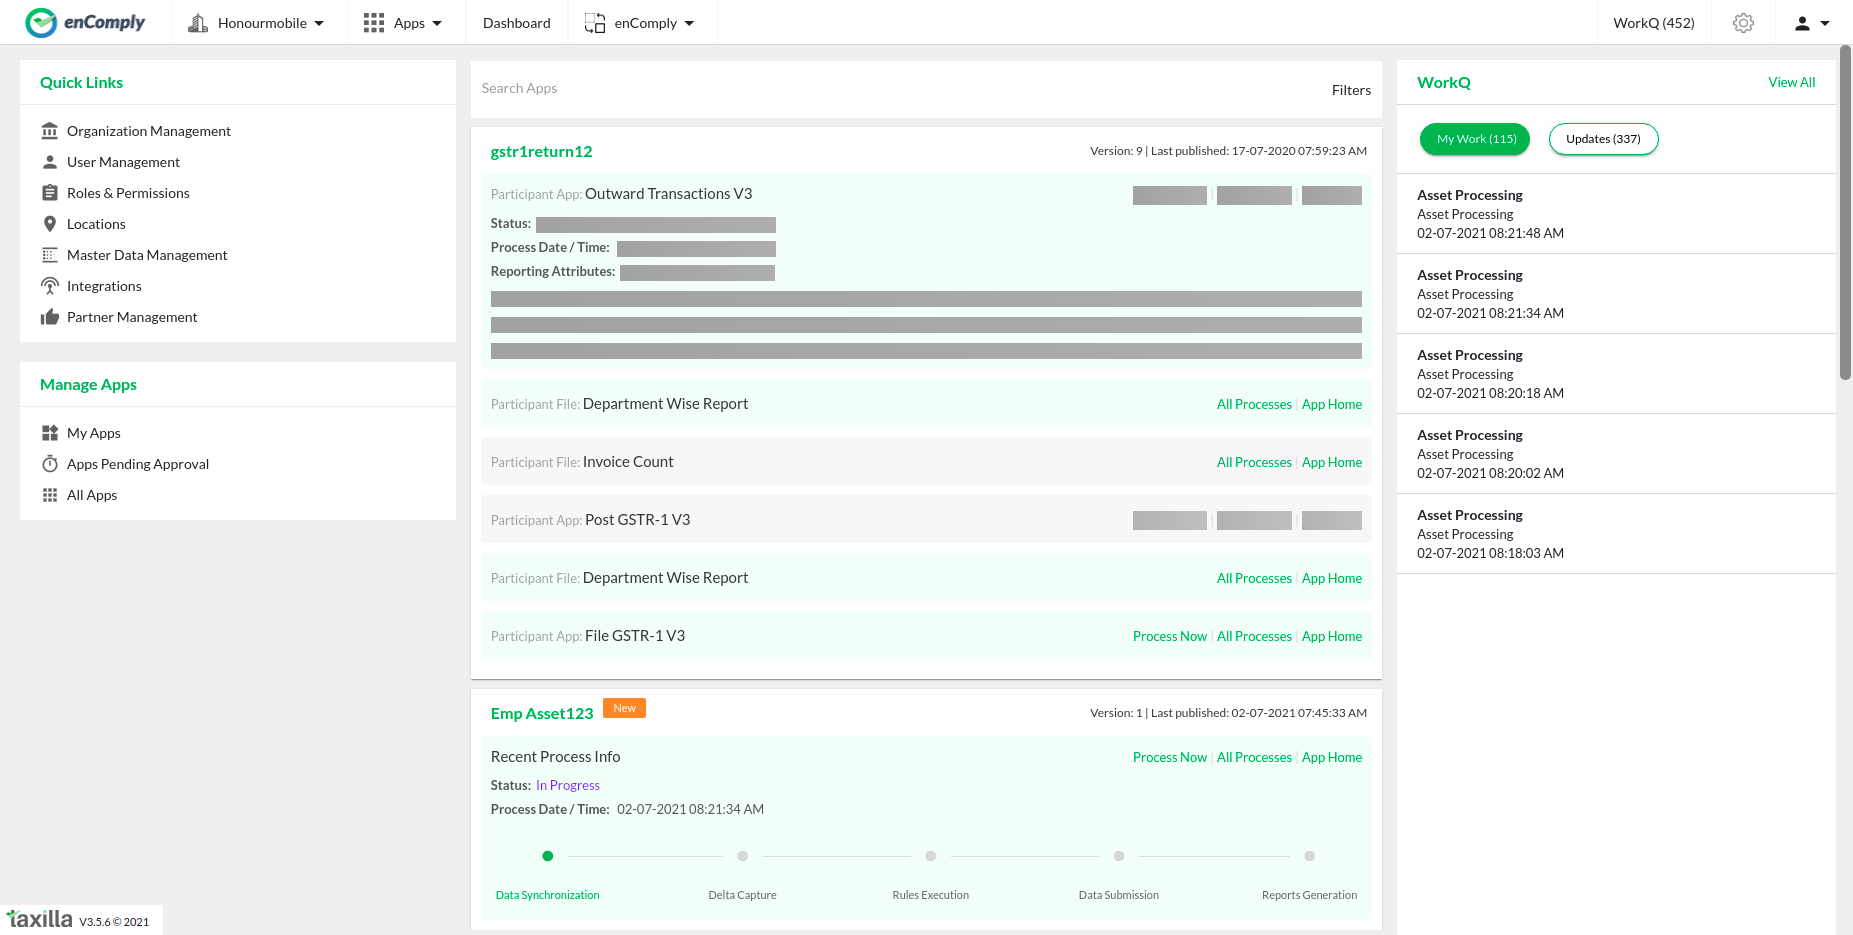 enComply
Honourmobile
Apps
Dashboard
enComply
WorkQ (452)
Quick Links
Organization Management
User Management
Roles & Permissions
Locations
Master Data Management
Integrations
Partner Management
Manage Apps
My Apps
Apps Pending Approval
All Apps
taxilla V3.5.6 © 2021
Search Apps
Filters
gstr1return12
Version: 9 | Last published: 17-07-2020 07:59:23 AM
Participant App: Outward Transactions V3
Status:
Process Date / Time:
Reporting Attributes:
Participant File: Department Wise Report
All Processes | App Home
Participant File: Invoice Count
All Processes | App Home
Participant App: Post GSTR-1 V3
Participant File: Department Wise Report
All Processes | App Home
Participant App: File GSTR-1 V3
Process Now | All Processes | App Home
Emp Asset123
New
Version: 1 | Last published: 02-07-2021 07:45:33 AM
Recent Process Info
Process Now | All Processes | App Home
Status: In Progress
Process Date / Time: 02-07-2021 08:21:34 AM
Data Synchronization
Delta Capture
Rules Execution
Data Submission
Reports Generation
WorkQ
View All
My Work (115)
Updates (337)
Asset Processing
Asset Processing
02-07-2021 08:21:48 AM
Asset Processing
Asset Processing
02-07-2021 08:21:34 AM
Asset Processing
Asset Processing
02-07-2021 08:20:18 AM
Asset Processing
Asset Processing
02-07-2021 08:20:02 AM
Asset Processing
Asset Processing
02-07-2021 08:18:03 AM